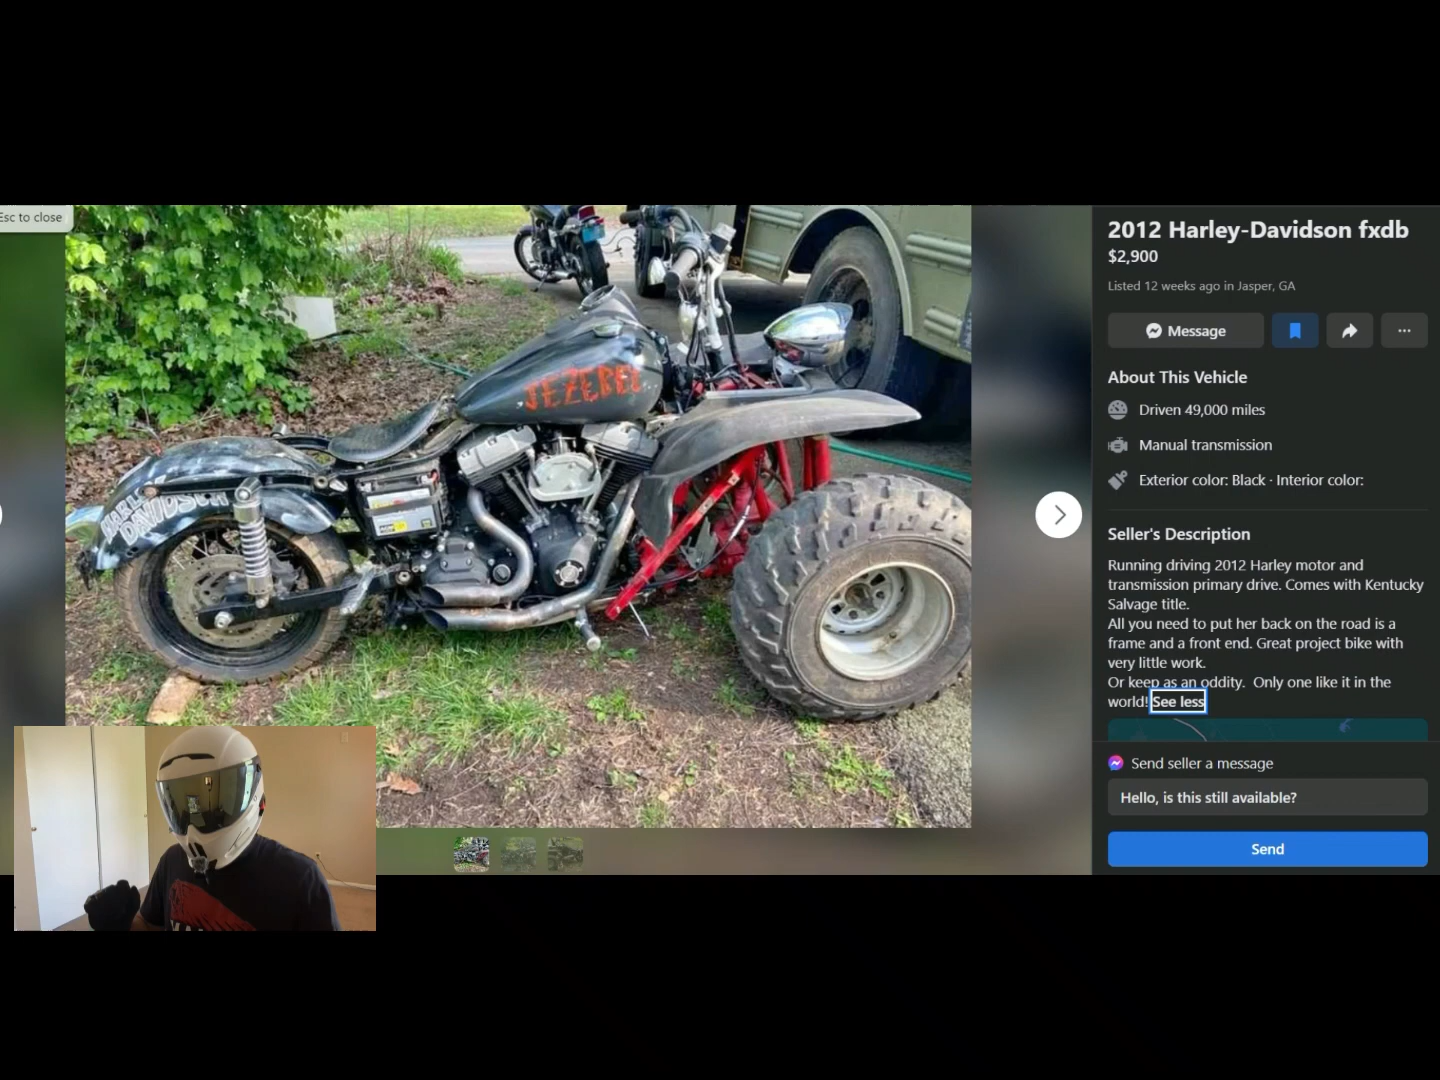 Esc to close
JEZEBEL
HARLEY
DAVIDSON
2012 Harley-Davidson fxdb
$2,900
Listed 12 weeks ago in Jasper, GA
Message
About This Vehicle
Driven 49,000 miles
Manual transmission
Exterior color: Black · Interior color:
Seller's Description
Running driving 2012 Harley motor and
transmission primary drive. Comes with Kentucky
Salvage title.
All you need to put her back on the road is a
frame and a front end. Great project bike with
very little work.
Or keep as an oddity.  Only one like it in the
world! See less
Send seller a message
Hello, is this still available?
Send